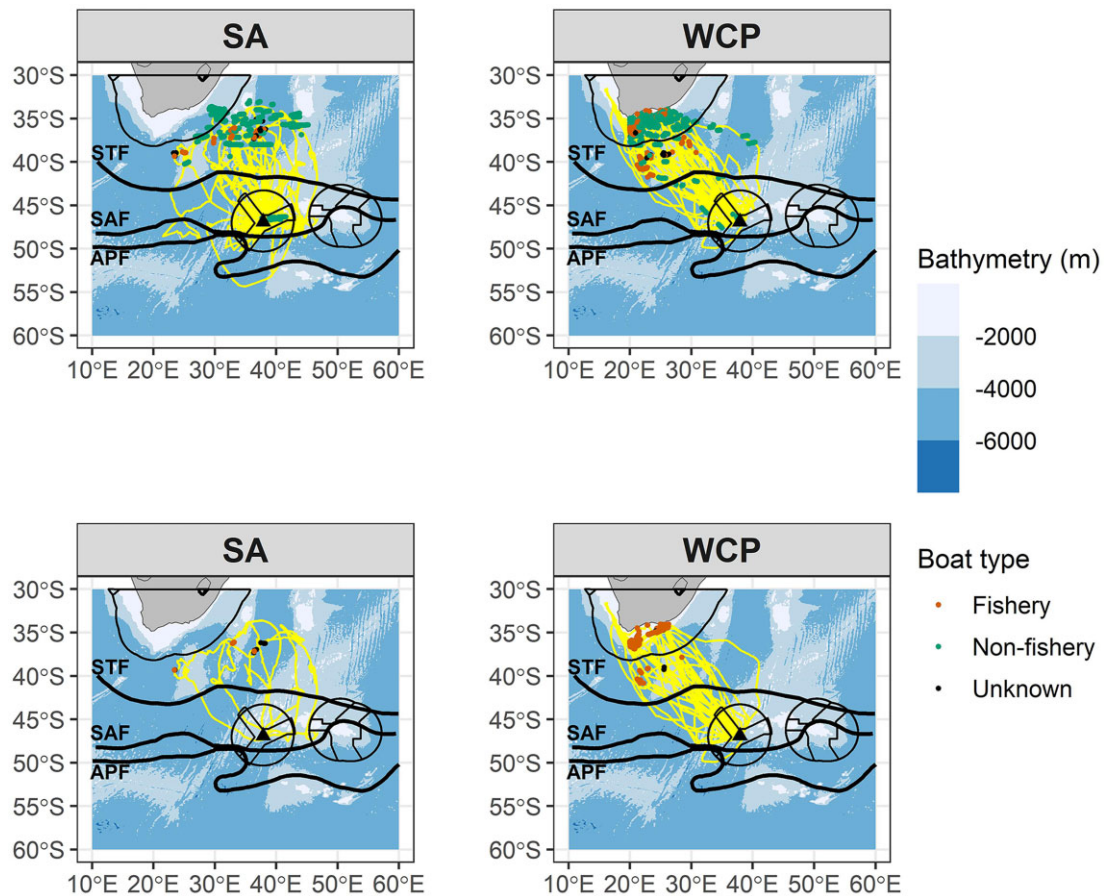 SA
WCP
30°S
35°S
40°S
45°S
50°S
55°S
60°S
STF
SAF
APF
10°E 20°E 30°E 40°E 50°E 60°E
30°S
35°S
40°S
45°S
50°S
55°S
60°S
STF
SAF
APF
10°E 20°E 30°E 40°E 50°E 60°E
Bathymetry (m)
-2000
-4000
-6000
SA
WCP
30°S
35°S
40°S
45°S
50°S
55°S
60°S
STF
SAF
APF
10°E 20°E 30°E 40°E 50°E 60°E
30°S
35°S
40°S
45°S
50°S
55°S
60°S
STF
SAF
APF
10°E 20°E 30°E 40°E 50°E 60°E
Boat type
Fishery
Non-fishery
Unknown